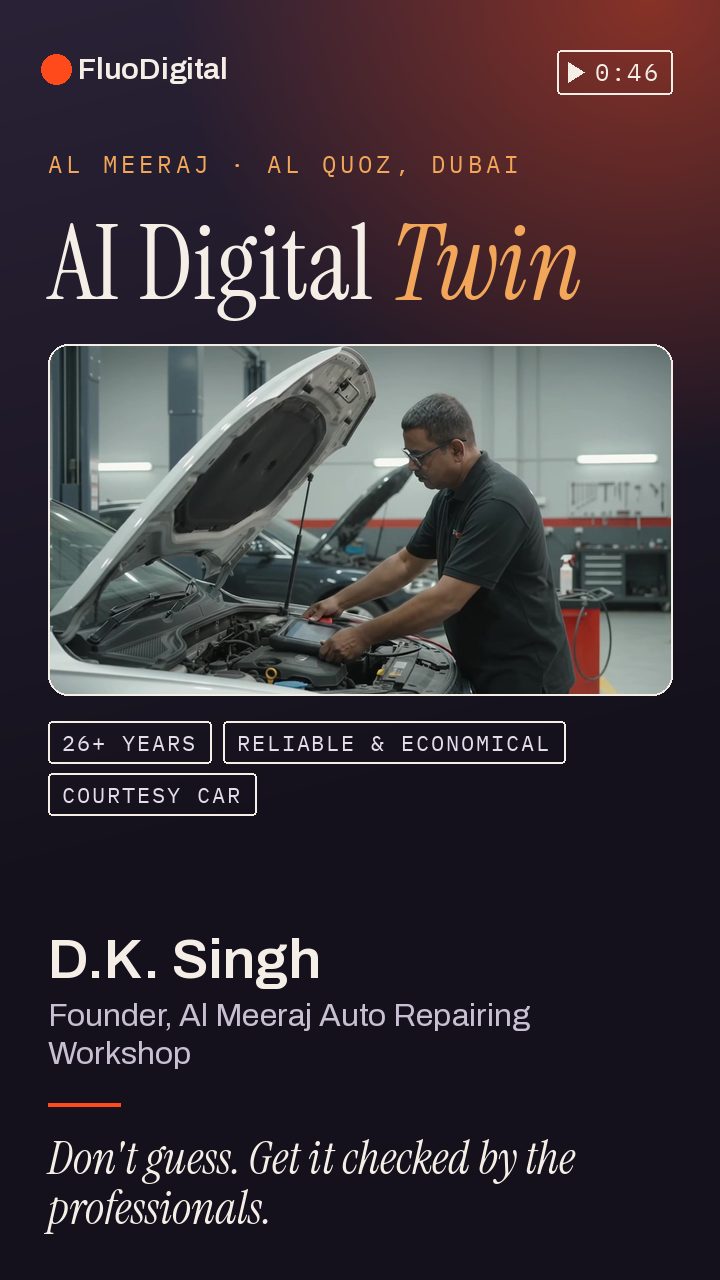 FluoDigital
0:46
AL MEERAJ · AL QUOZ, DUBAI
AI Digital Twin
26+ YEARS
RELIABLE & ECONOMICAL
COURTESY CAR
D.K. Singh
Founder, Al Meeraj Auto Repairing
Workshop
Don't guess. Get it checked by the
professionals.